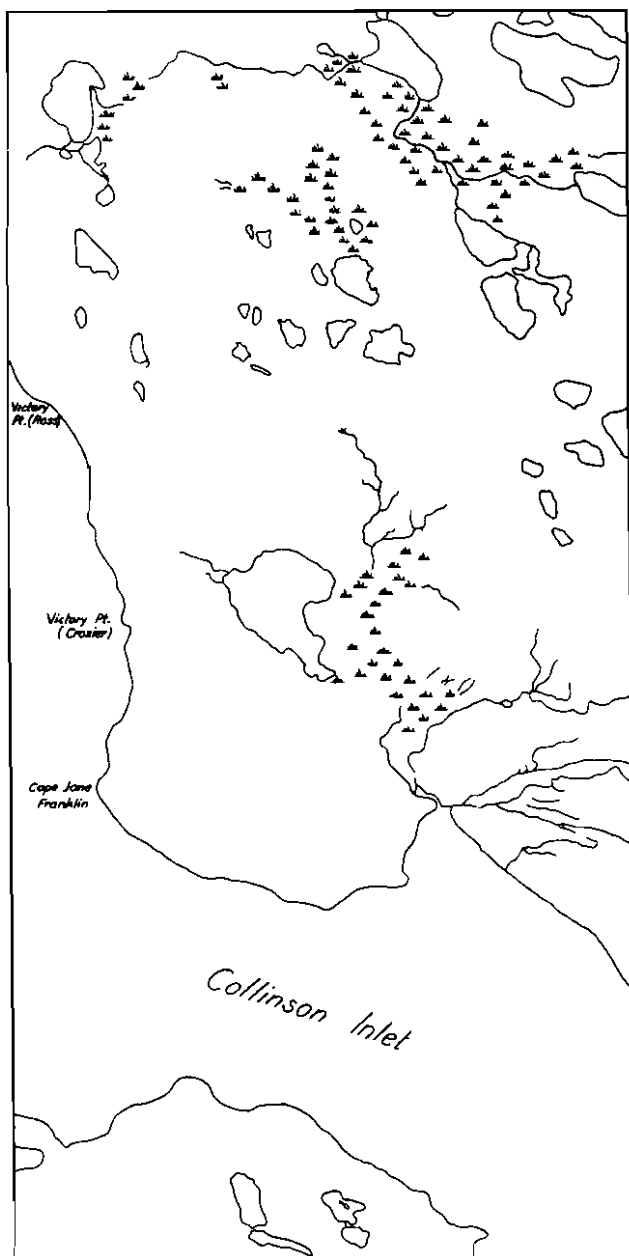 Victory
Pt. (Ross)
Victory Pt.
( Crozier )
Cape Jane
Franklin
Collinson Inlet